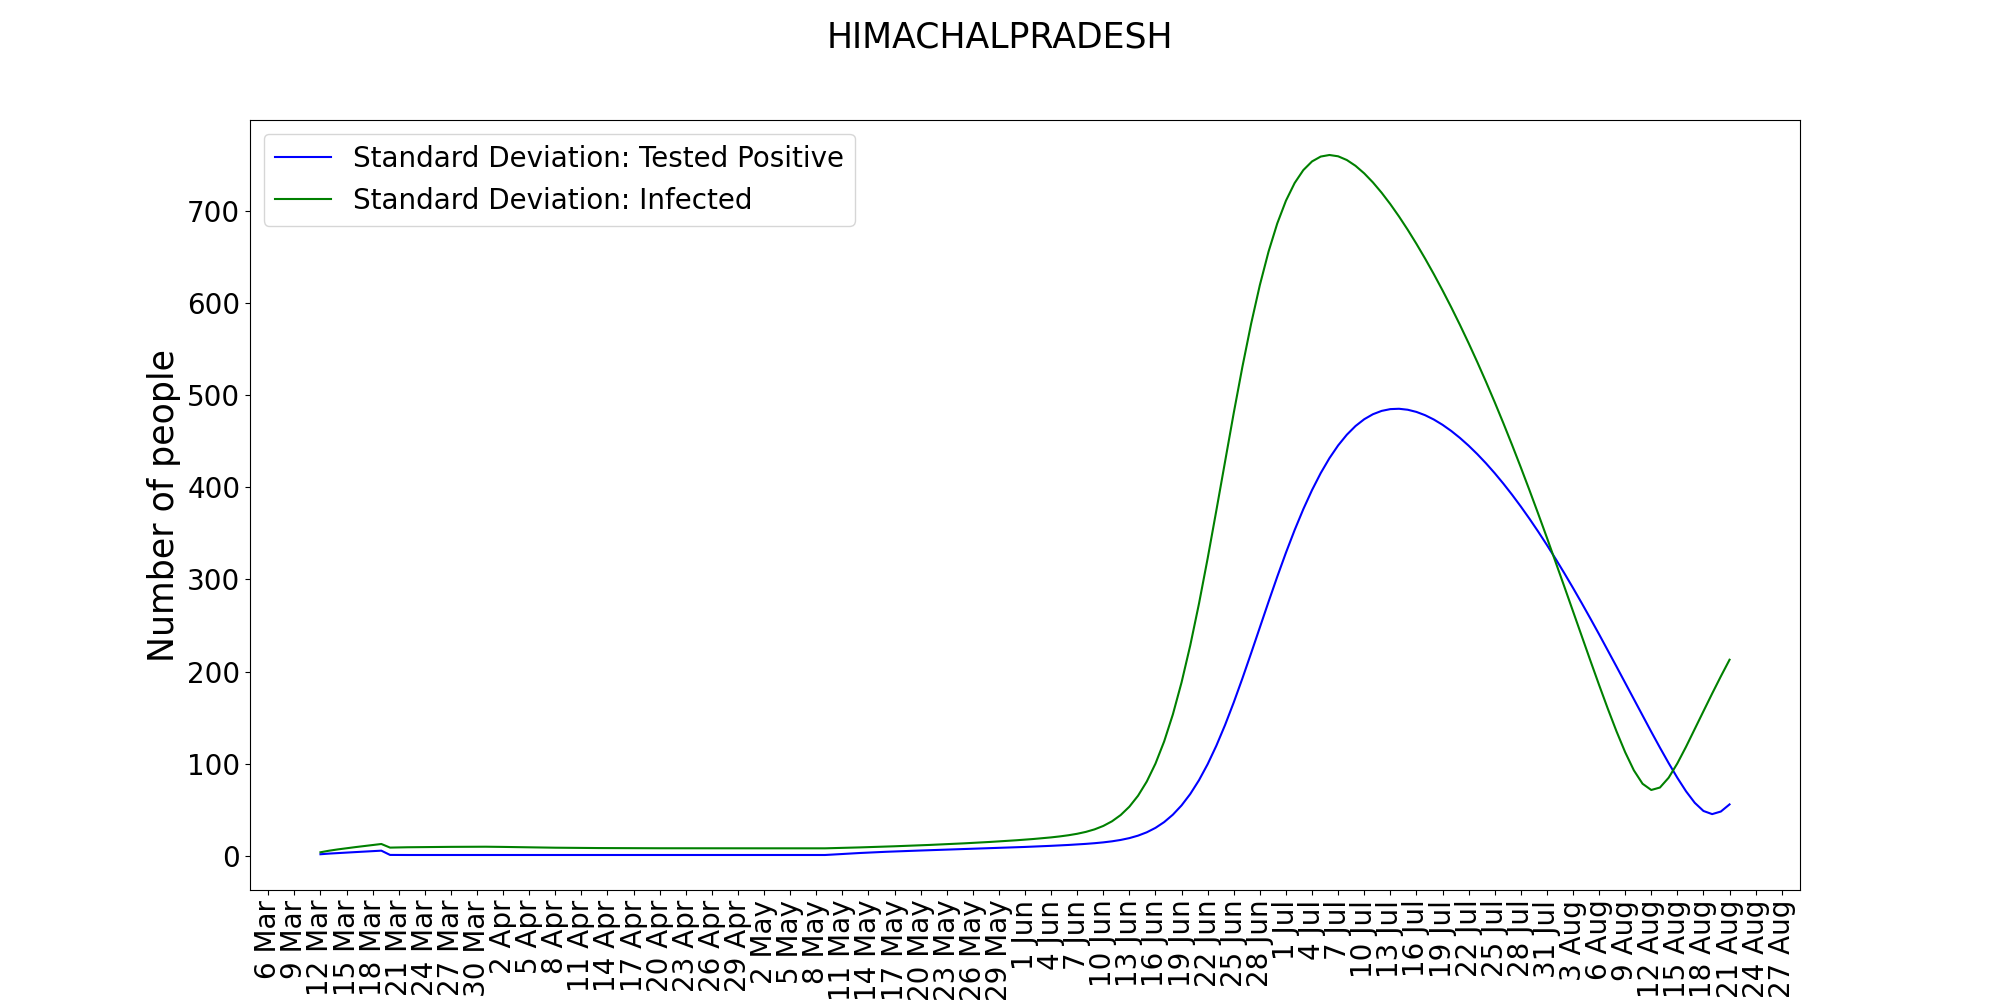 HIMACHALPRADESH
Standard Deviation: Tested Positive
Standard Deviation: Infected
Number of people
700
600
500
400
300
200
100
0
6 Mar
9 Mar
12 Mar
15 Mar
18 Mar
21 Mar
24 Mar
27 Mar
30 Mar
2 Apr
5 Apr
8 Apr
11 Apr
14 Apr
17 Apr
20 Apr
23 Apr
26 Apr
29 Apr
2 May
5 May
8 May
11 May
14 May
17 May
20 May
23 May
26 May
29 May
1 Jun
4 Jun
7 Jun
10 Jun
13 Jun
16 Jun
19 Jun
22 Jun
25 Jun
28 Jun
1 Jul
4 Jul
7 Jul
10 Jul
13 Jul
16 Jul
19 Jul
22 Jul
25 Jul
28 Jul
31 Jul
3 Aug
6 Aug
9 Aug
12 Aug
15 Aug
18 Aug
21 Aug
24 Aug
27 Aug